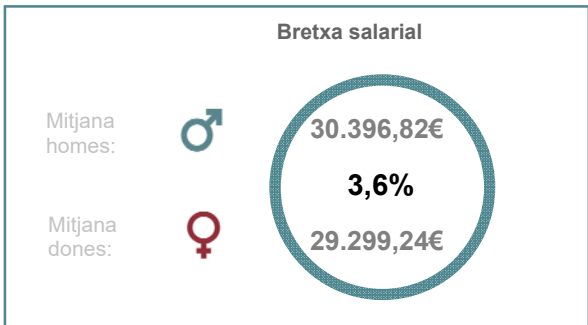 Bretxa salarial
Mitjana
homes:
30.396,82€
3,6%
Mitjana
dones:
29.299,24€